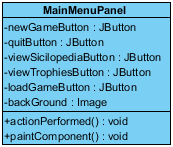 MainMenuPanel
-newGameButton : JButton
-quitButton : JButton
-viewSicilopediaButton : JButton
-viewTrophiesButton : JButton
-loadGameButton : JButton
-backGround : Image
+actionPerformed() : void
+paintComponent() : void